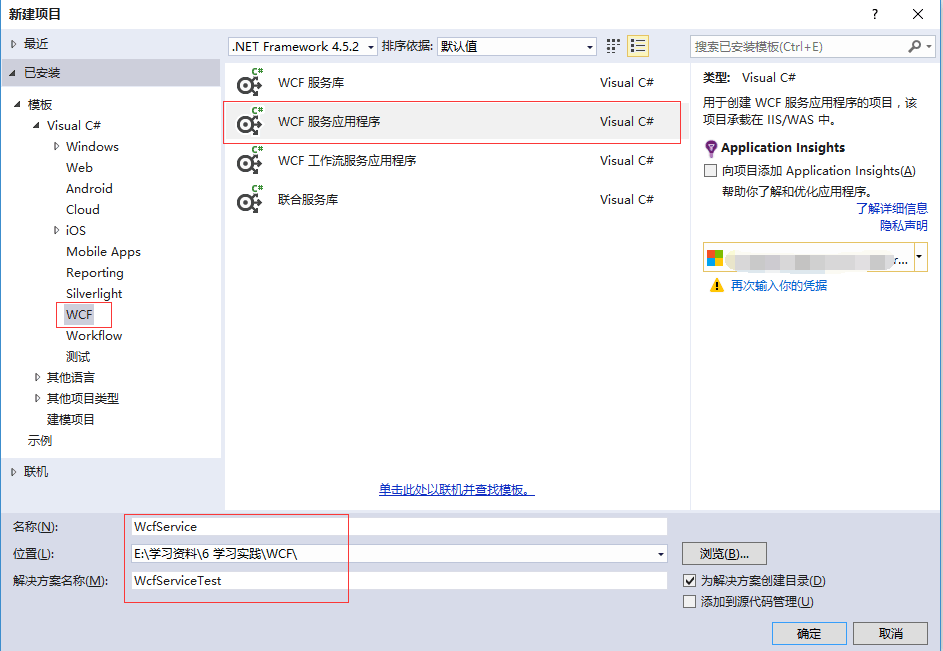 新建项目
?
最近
.NET Framework 4.5.2
排序依据:
默认值
搜索已安装模板(Ctrl+E)
已安装
模板
Visual C#
Windows
Web
Android
Cloud
iOS
Mobile Apps
Reporting
Silverlight
WCF
Workflow
测试
其他语言
其他项目类型
建模项目
示例
联机
C#
WCF 服务库
Visual C#
C#
WCF 服务应用程序
Visual C#
C#
WCF 工作流服务应用程序
Visual C#
C#
联合服务库
Visual C#
单击此处以联机并查找模板。
类型: Visual C#
用于创建 WCF 服务应用程序的项目，该
项目承载在 IIS/WAS 中。
Application Insights
向项目添加 Application Insights(A)
帮助你了解和优化应用程序。
了解详细信息
隐私声明
r...
再次输入你的凭据
名称(N):
WcfService
位置(L):
E:\学习资料\6 学习实践\WCF\
浏览(B)...
解决方案名称(M):
WcfServiceTest
为解决方案创建目录(D)
添加到源代码管理(U)
确定
取消